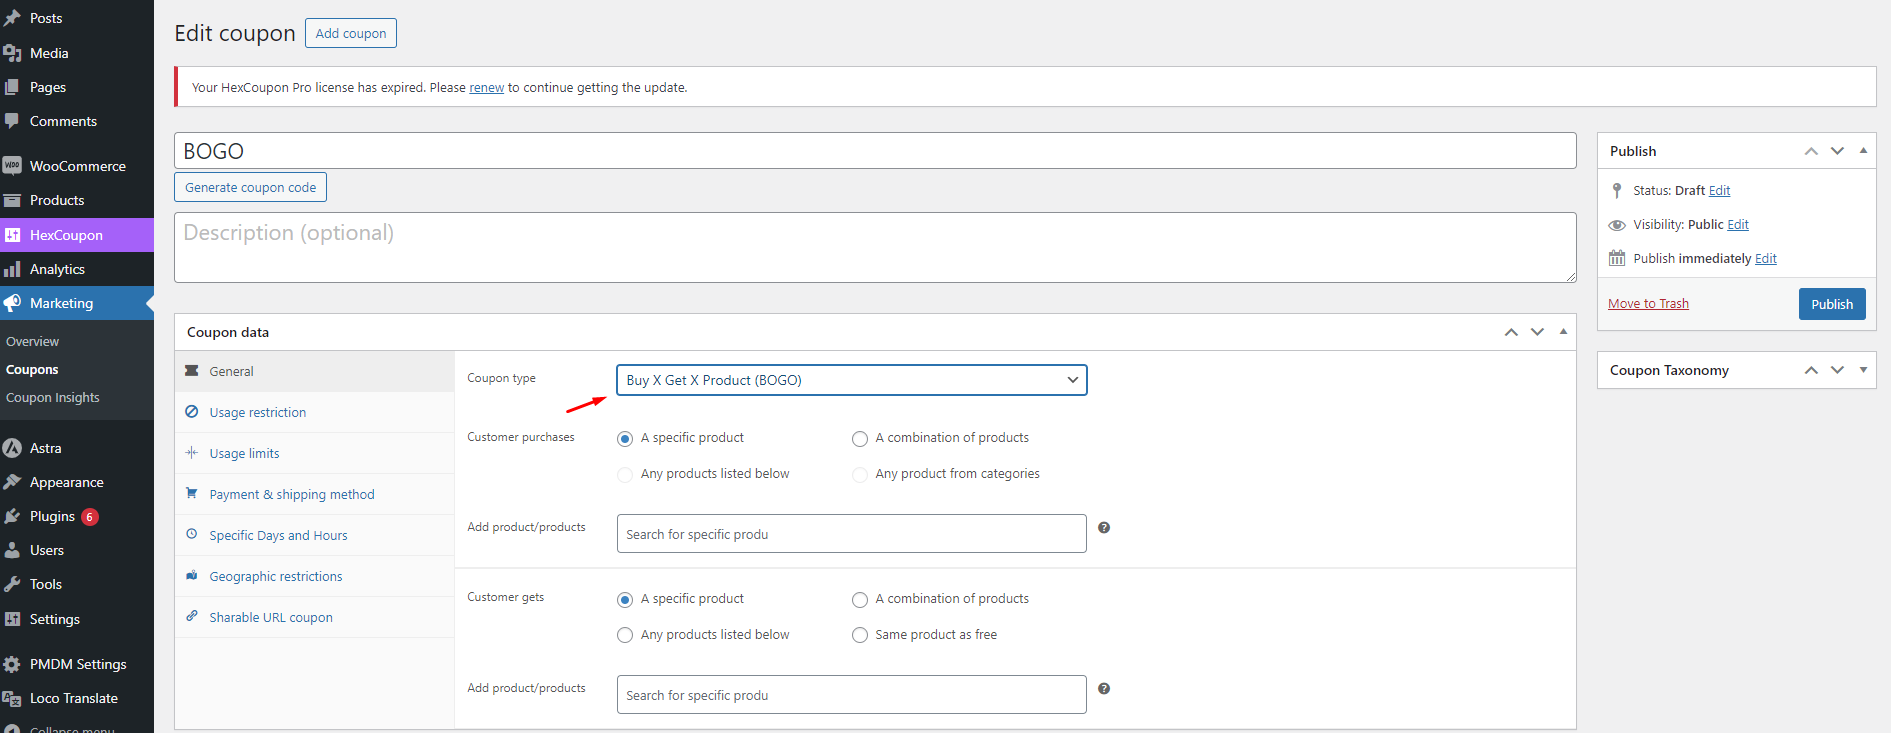 Posts
Media
Pages
Comments
WooCommerce
Products
HexCoupon
Analytics
Marketing
Overview
Coupons
Coupon Insights
Astra
Appearance
Plugins 6
Users
Tools
Settings
PMDM Settings
Loco Translate
Collapse menu
Edit coupon Add coupon
Your HexCoupon Pro license has expired. Please renew to continue getting the update.
BOGO
Generate coupon code
Description (optional)
Coupon data
General
Usage restriction
Usage limits
Payment & shipping method
Specific Days and Hours
Geographic restrictions
Sharable URL coupon
Coupon type Buy X Get X Product (BOGO)
Customer purchases A specific product A combination of products
Any products listed below Any product from categories
Add product/products Search for specific produ ?
Customer gets A specific product A combination of products
Any products listed below Same product as free
Add product/products Search for specific produ ?
Publish
Status: Draft Edit
Visibility: Public Edit
Publish immediately Edit
Move to Trash Publish
Coupon Taxonomy